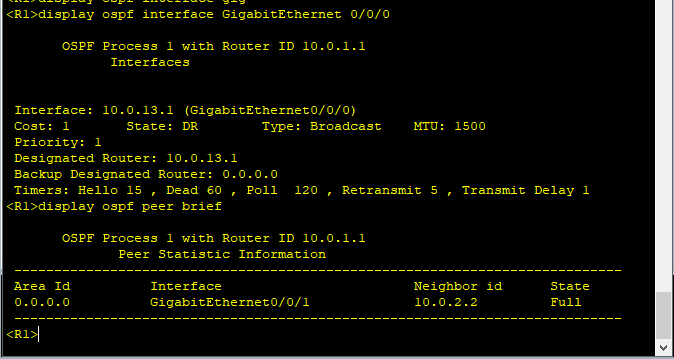 <R1>display ospf interface GigabitEthernet 0/0/0
OSPF Process 1 with Router ID 10.0.1.1
Interfaces
Interface: 10.0.13.1 (GigabitEthernet0/0/0)
Cost: 1 State: DR Type: Broadcast MTU: 1500
Priority: 1
Designated Router: 10.0.13.1
Backup Designated Router: 0.0.0.0
Timers: Hello 15 , Dead 60 , Poll 120 , Retransmit 5 , Transmit Delay 1
<R1>display ospf peer brief
OSPF Process 1 with Router ID 10.0.1.1
Peer Statistic Information
----------------------------------------------------------------------------
Area Id Interface Neighbor id State
0.0.0.0 GigabitEthernet0/0/1 10.0.2.2 Full
----------------------------------------------------------------------------
<R1>